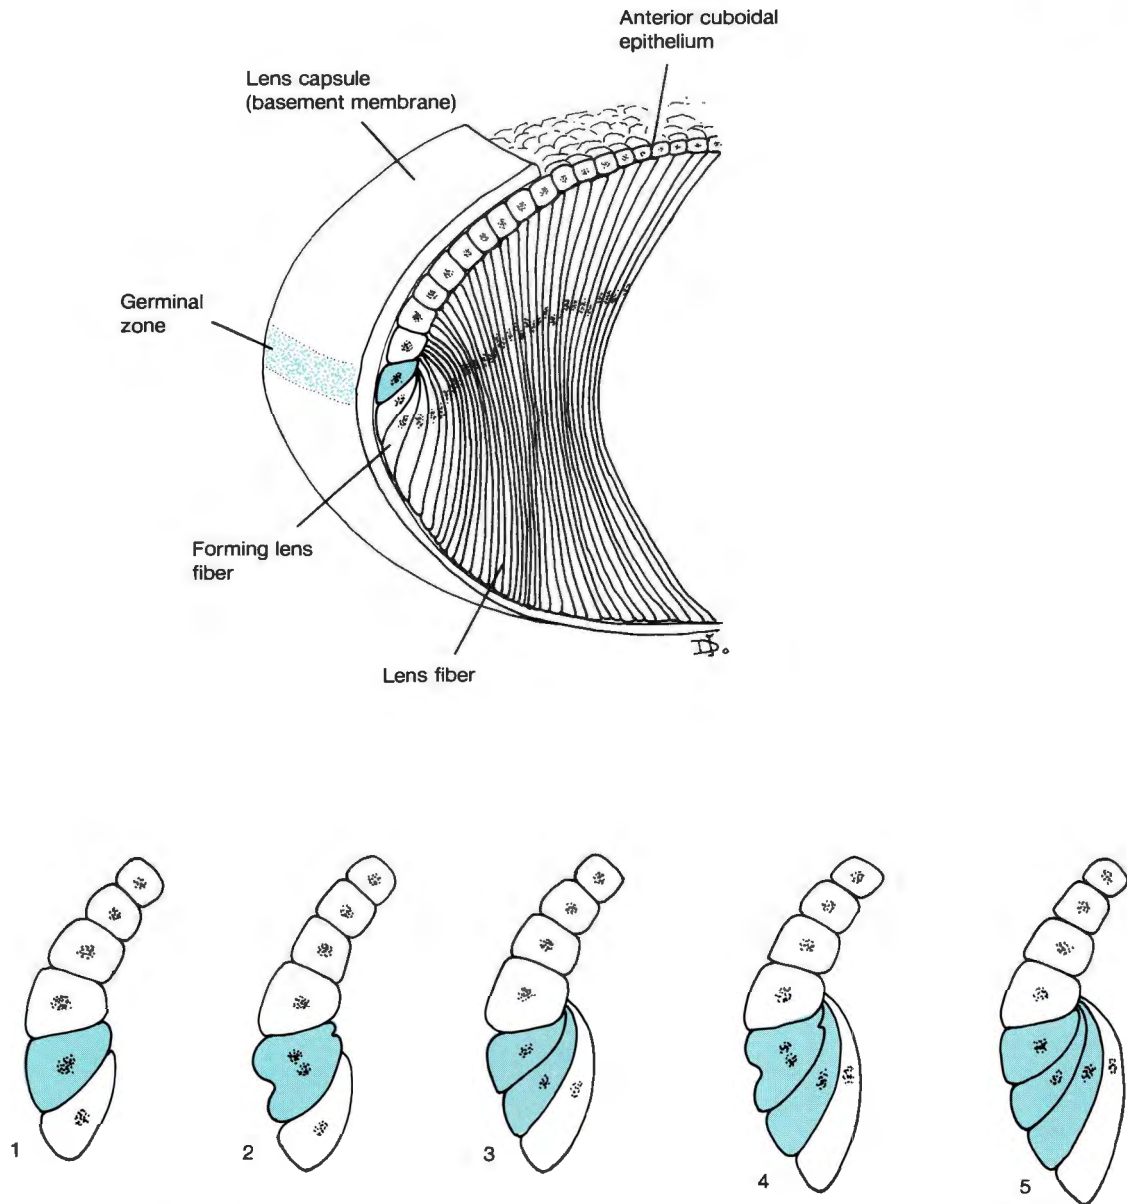 Anterior cuboidal
epithelium
Lens capsule
(basement membrane)
Germinal
zone
Forming lens
fiber
Lens fiber
1
2
3
4
5